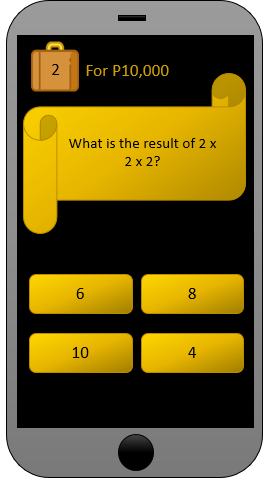 2
For P10,000
What is the result of 2 x
2 x 2?
6
8
10
4